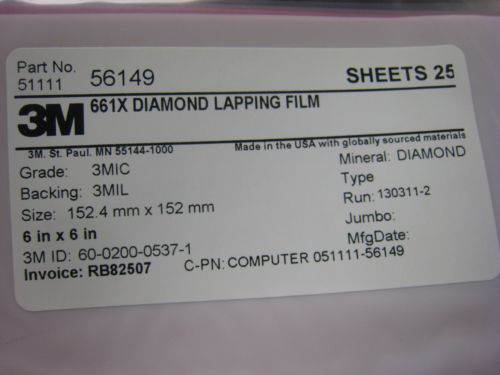 Part No.
51111 56149 SHEETS 25
3M 661X DIAMOND LAPPING FILM
3M. St. Paul. MN 55144-1000 Made in the USA with globally sourced materials
Grade: 3MIC Mineral: DIAMOND
Backing: 3MIL Type
Size: 152.4 mm x 152 mm Run: 130311-2
6 in x 6 in Jumbo:
3M ID: 60-0200-0537-1 MfgDate:
Invoice: RB82507 C-PN: COMPUTER 051111-56149